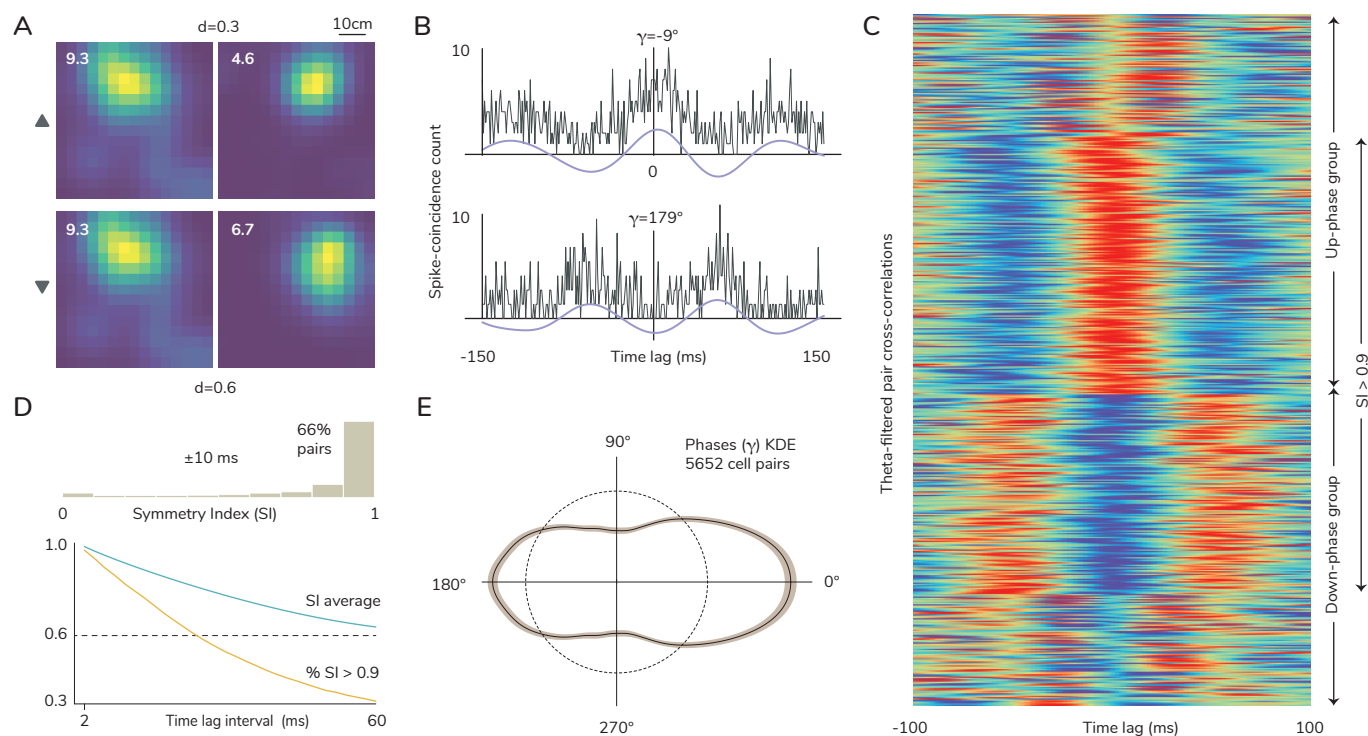 A
d=0.3
10cm
9.3
4.6
9.3
6.7
d=0.6
B
γ=-9°
10
0
γ=179°
10
Spike-coincidence count
-150
Time lag (ms)
150
C
Theta-filtered pair cross-correlations
Up-phase group
Down-phase group
SI > 0.9
-100
Time lag (ms)
100
D
66%
pairs
±10 ms
0
Symmetry Index (SI)
1
1.0
SI average
0.6
% SI > 0.9
0.3
2
Time lag interval (ms)
60
E
90°
Phases (γ) KDE
5652 cell pairs
180°
0°
270°